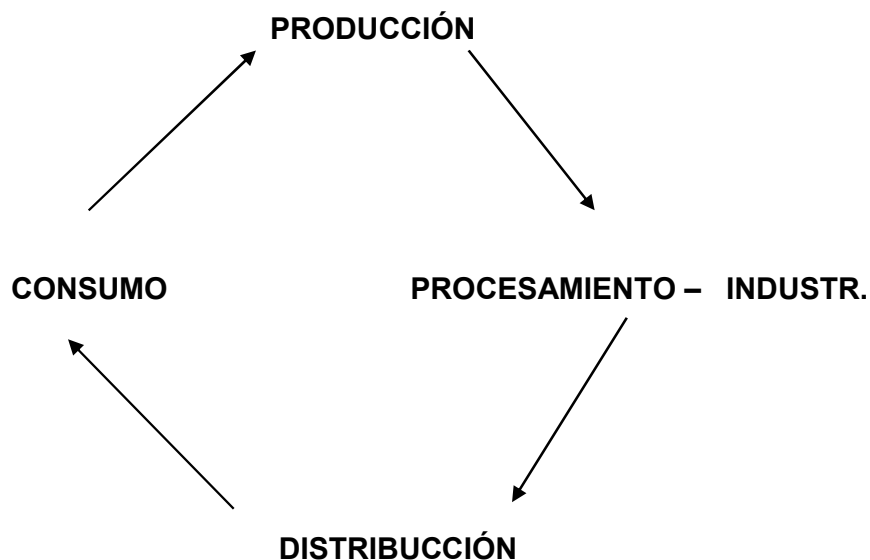 PRODUCCIÓN
CONSUMO
PROCESAMIENTO – INDUSTR.
DISTRIBUCCIÓN